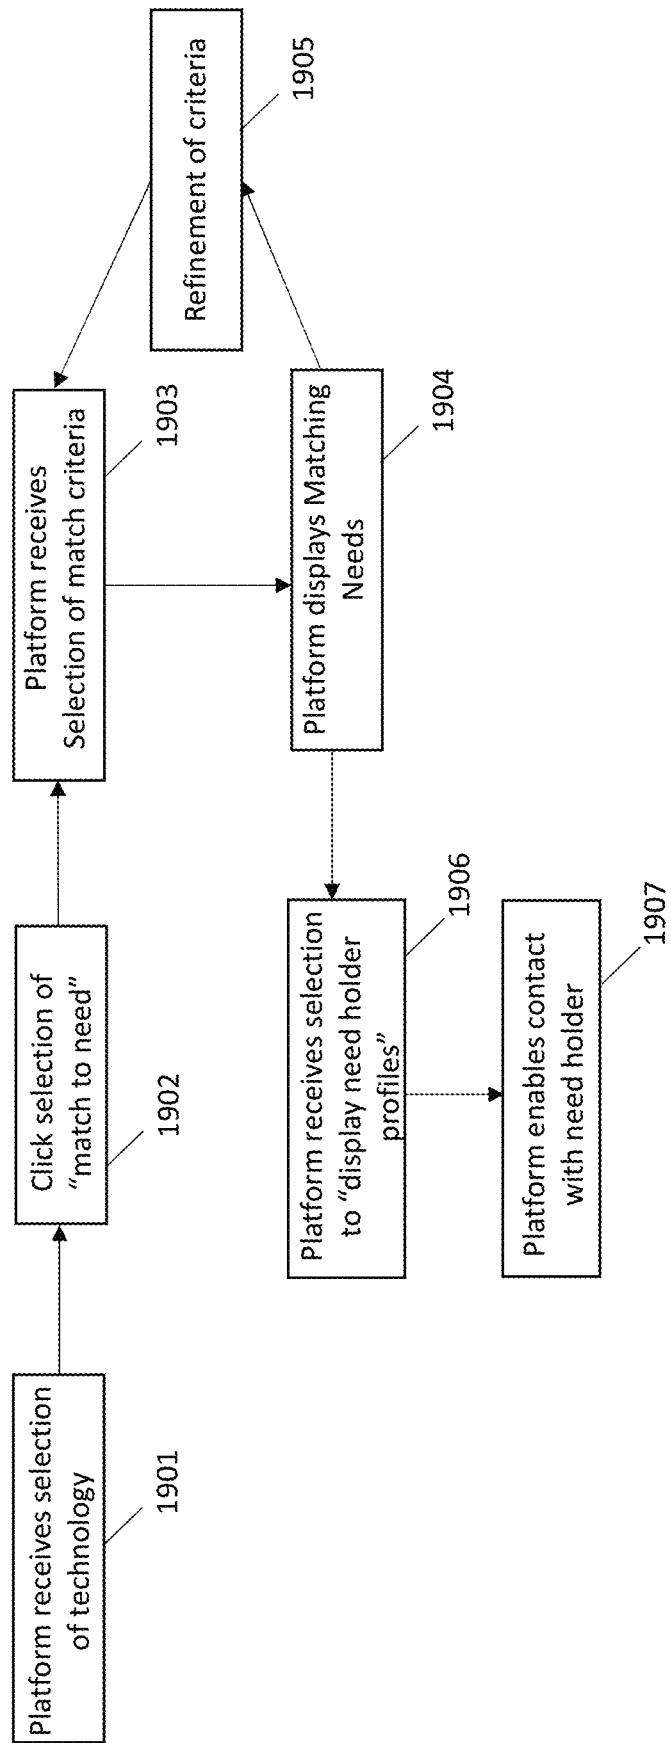 Platform receives selection
of technology
1901
Click selection of
“match to need”
1902
Platform receives
Selection of match criteria
1903
Platform displays Matching
Needs
1904
Refinement of criteria
1905
Platform receives selection
to “display need holder
profiles”
1906
Platform enables contact
with need holder
1907